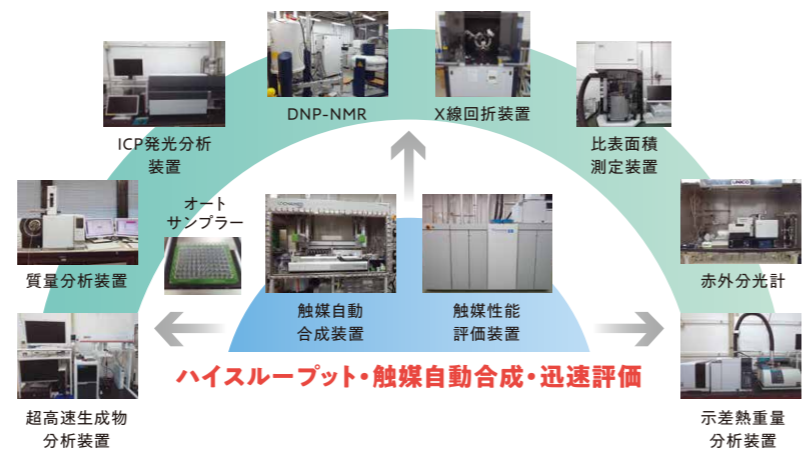 DNP-NMR
X線回折装置
ICP発光分析
装置
比表面積
測定装置
オート
サンプラー
質量分析装置
赤外分光計
触媒自動
合成装置
触媒性能
評価装置
ハイスループット・触媒自動合成・迅速評価
超高速生成物
分析装置
示差熱重量
分析装置